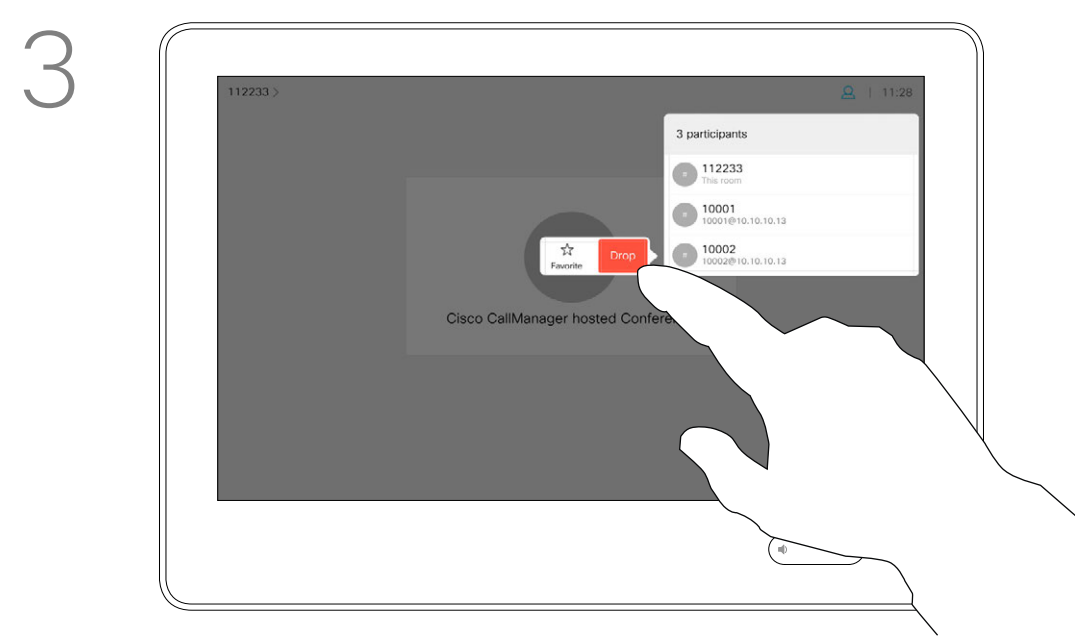 3
112233 >
| 11:28
3 participants
# 112233
This room
# 10001
10001@10.10.10.13
# 10002
10002@10.10.10.13
Favorite
Drop
Cisco CallManager hosted